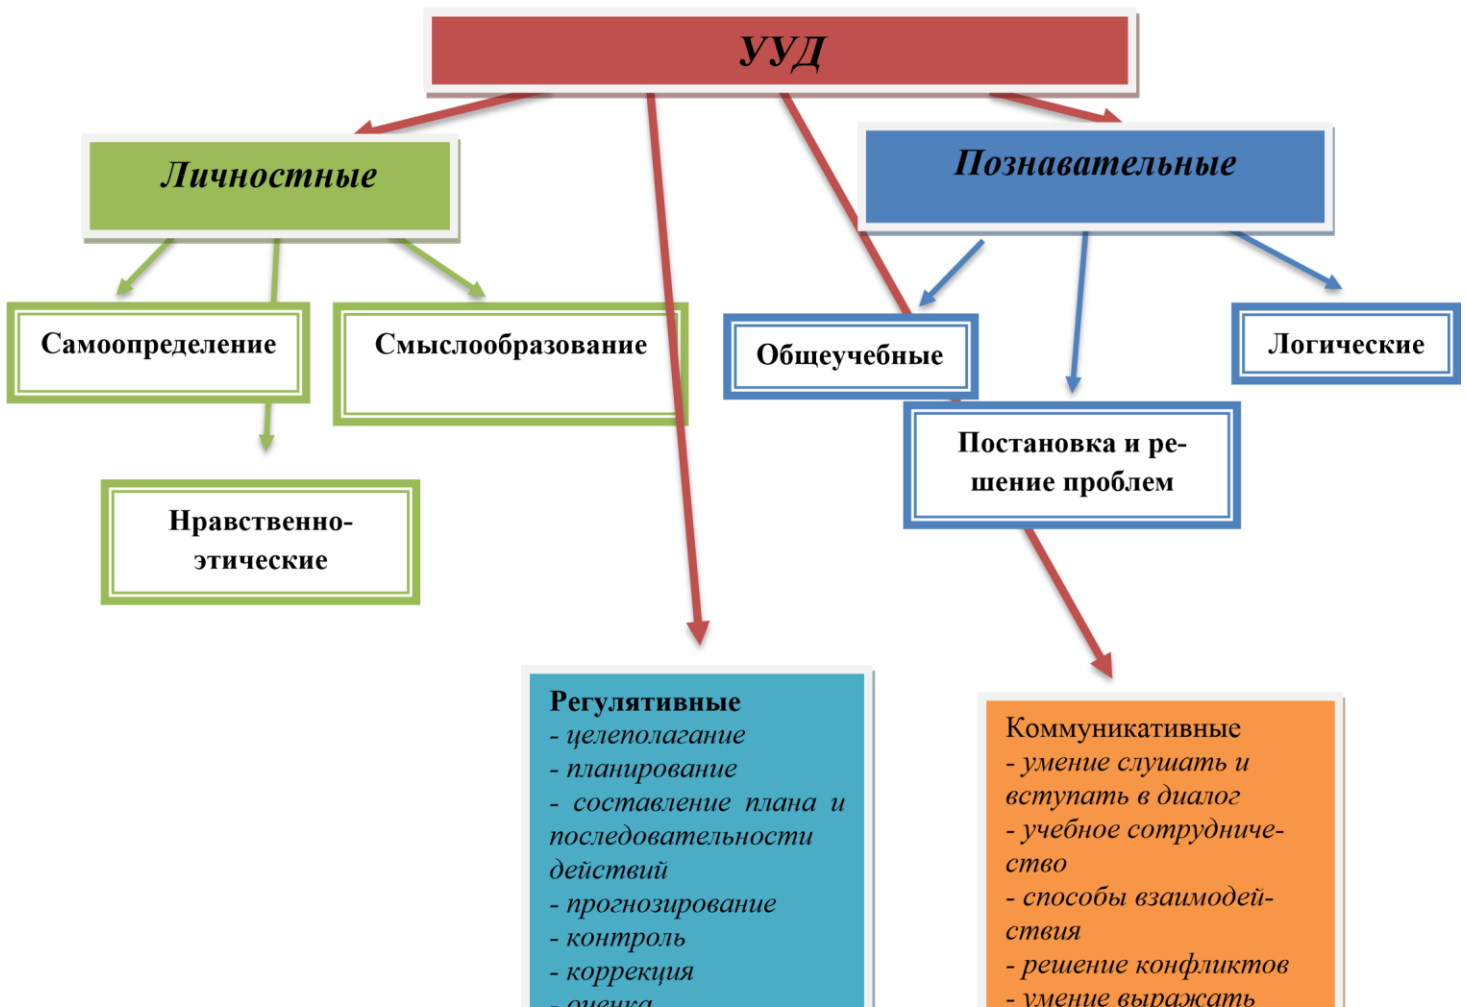 УУД
Личностные
Познавательные
Самоопределение
Смыслообразование
Нравственно-
этические
Общеучебные
Постановка и ре-
шение проблем
Логические
Регулятивные
- целеполагание
- планирование
- составление плана и
последовательности
действий
- прогнозирование
- контроль
- коррекция
- оценка
Коммуникативные
- умение слушать и
вступать в диалог
- учебное сотрудниче-
ство
- способы взаимодей-
ствия
- решение конфликтов
- умение выражать